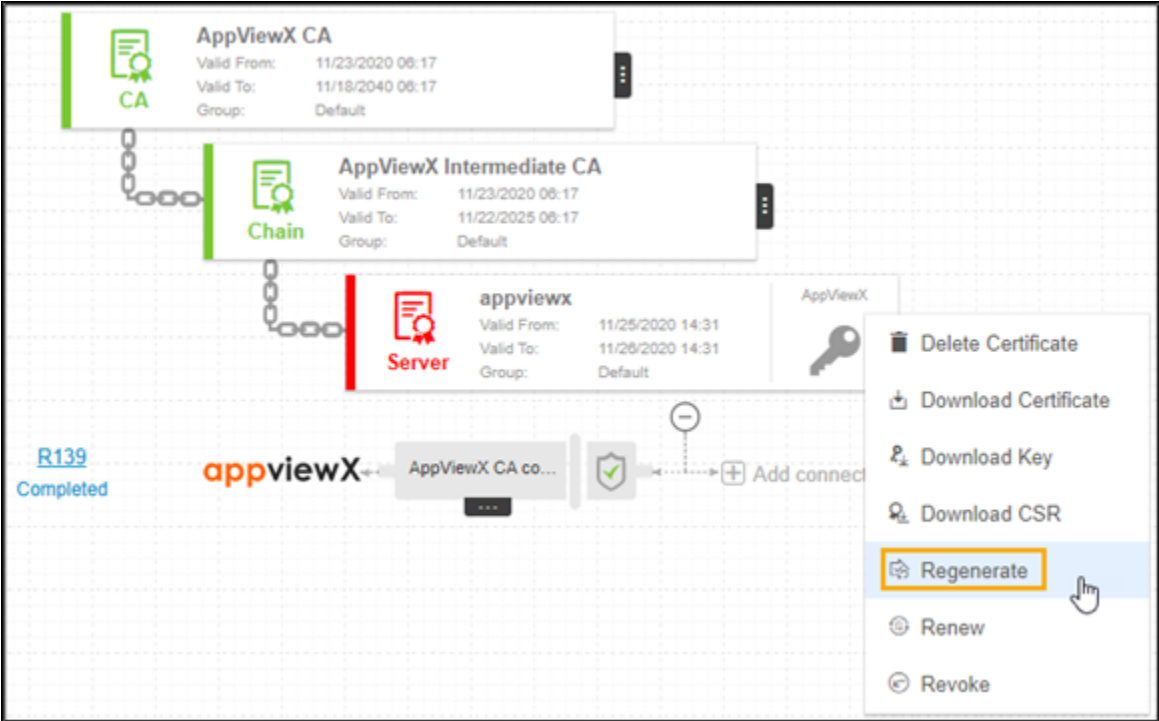 AppViewX CA
Valid From: 11/23/2020 06:17
Valid To: 11/18/2040 06:17
Group: Default
CA
AppViewX Intermediate CA
Valid From: 11/23/2020 06:17
Valid To: 11/22/2025 06:17
Group: Default
Chain
appviewx
Valid From: 11/25/2020 14:31
Valid To: 11/26/2020 14:31
Group: Default
Server
AppViewX
R139
Completed
appviewX
AppViewX CA co...
Add connect
Delete Certificate
Download Certificate
Download Key
Download CSR
Regenerate
Renew
Revoke